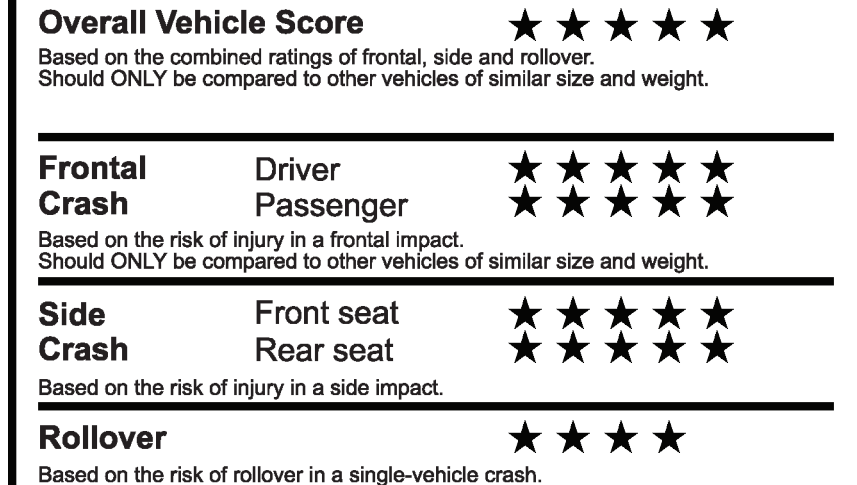 Overall Vehicle Score ★ ★ ★ ★ ★
Based on the combined ratings of frontal, side and rollover.
Should ONLY be compared to other vehicles of similar size and weight.
Frontal Driver ★ ★ ★ ★ ★
Crash Passenger ★ ★ ★ ★ ★
Based on the risk of injury in a frontal impact.
Should ONLY be compared to other vehicles of similar size and weight.
Side Front seat ★ ★ ★ ★ ★
Crash Rear seat ★ ★ ★ ★ ★
Based on the risk of injury in a side impact.
Rollover ★ ★ ★ ★
Based on the risk of rollover in a single-vehicle crash.